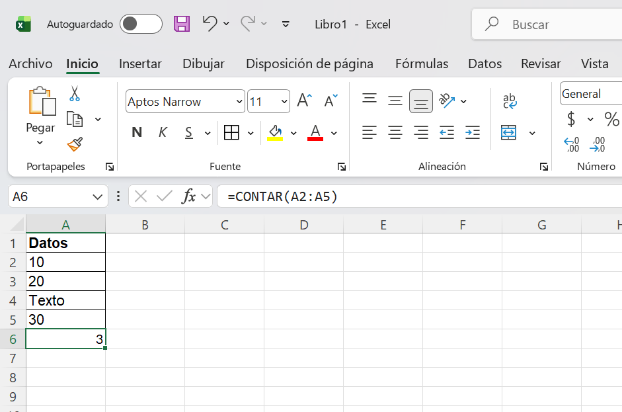 Autoguardado Libro1 - Excel Buscar
Archivo Inicio Insertar Dibujar Disposición de página Fórmulas Datos Revisar Vista
Pegar Aptos Narrow 11 A A ab General
N K S A $ %
Portapapeles Fuente Alineación Número
A6 fx =CONTAR(A2:A5)
A B C D E F G H
1 Datos
2 10
3 20
4 Texto
5 30
6 3
7
8
9